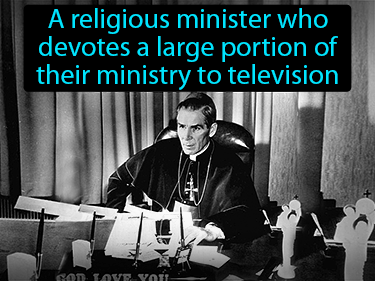 A religious minister who
devotes a large portion of
their ministry to television
GOD LOVE YOU